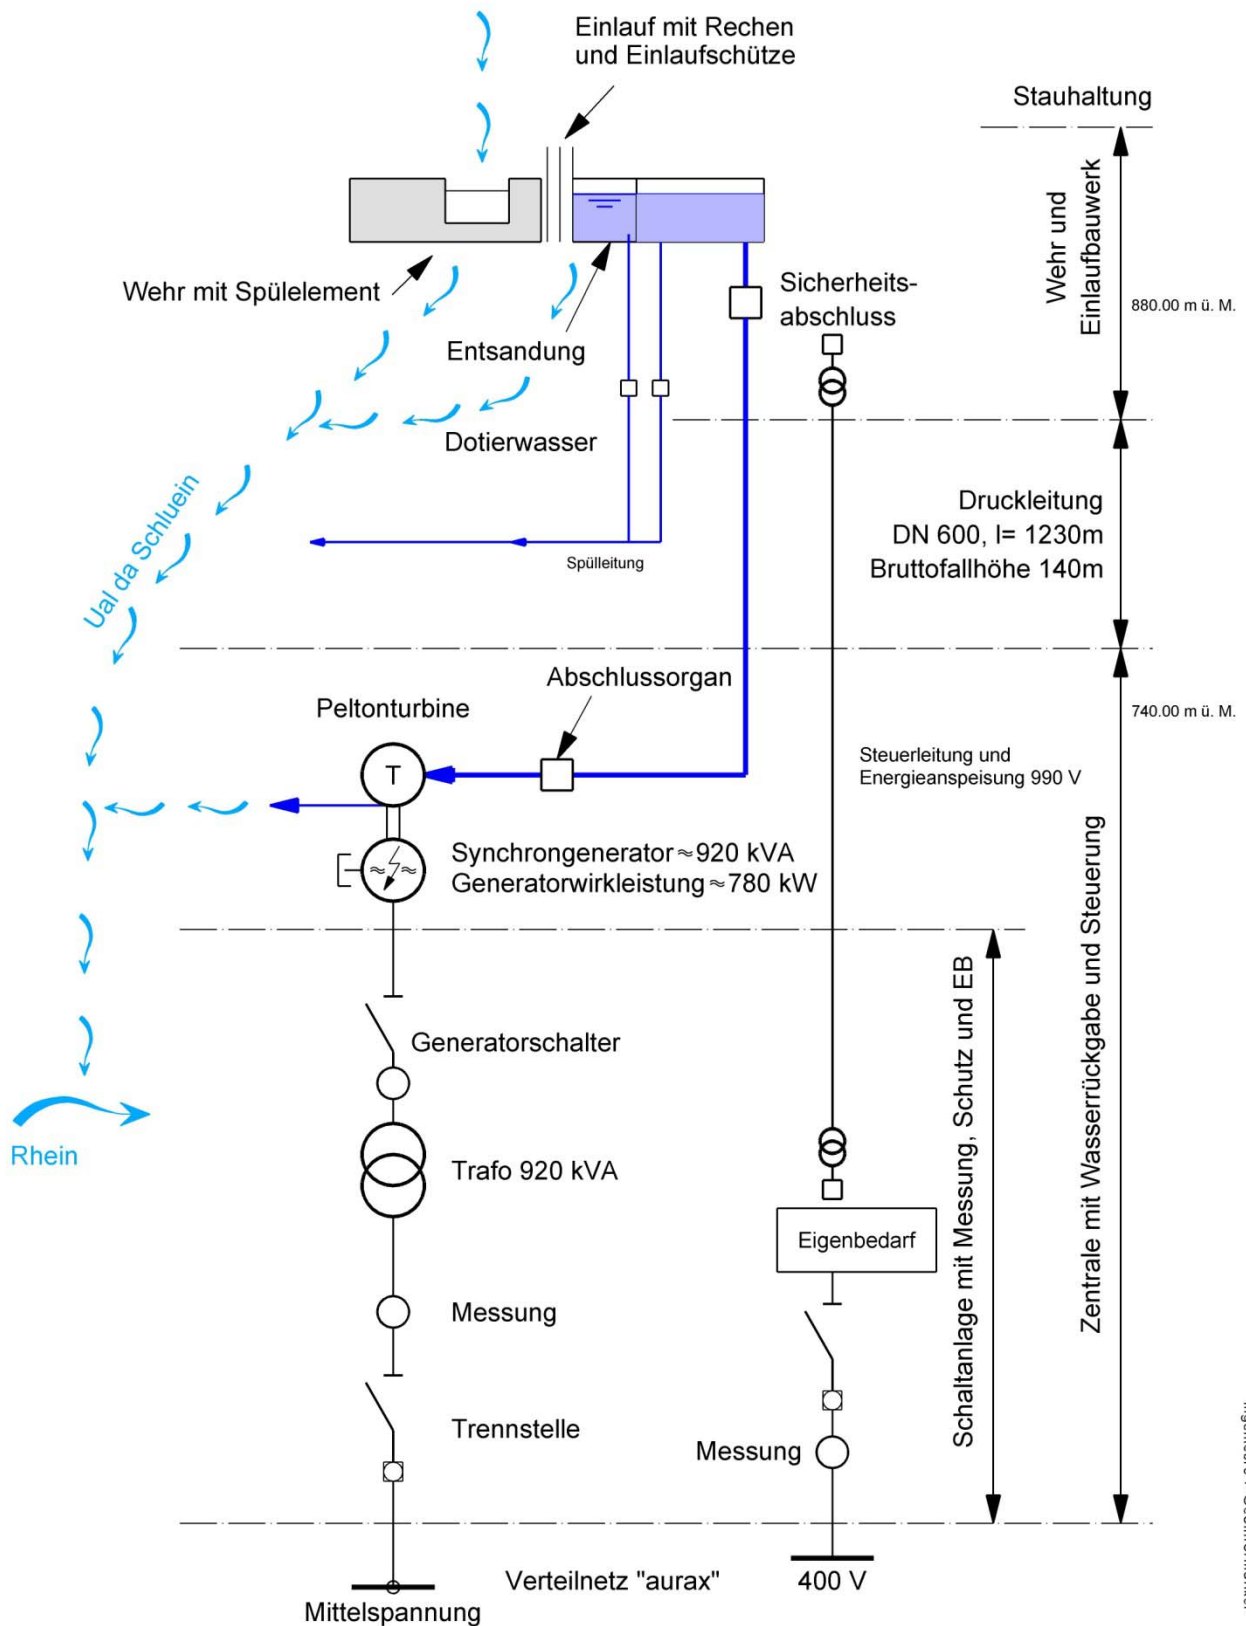 Einlauf mit Rechen
und Einlaufschütze
Stauhaltung
Wehr und
Einlaufbauwerk
880.00 m ü. M.
Wehr mit Spülelement
Sicherheits-
abschluss
Entsandung
Dotierwasser
Ual da Schluein
Druckleitung
DN 600, l= 1230m
Bruttofallhöhe 140m
Spülleitung
Abschlussorgan
Peltonturbine
740.00 m ü. M.
T
Steuerleitung und
Energieanspeisung 990 V
Synchrongenerator ≈ 920 kVA
Generatorwirkleistung ≈ 780 kW
Generatorschalter
Rhein
Trafo 920 kVA
Schaltanlage mit Messung, Schutz und EB
Zentrale mit Wasserrückgabe und Steuerung
Eigenbedarf
Messung
Trennstelle
Messung
Verteilnetz "aurax"
400 V
Mittelspannung